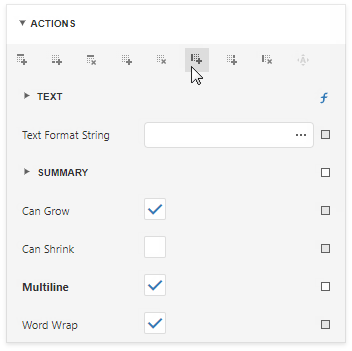 ACTIONS
TEXT
Text Format String
SUMMARY
Can Grow
Can Shrink
Multiline
Word Wrap